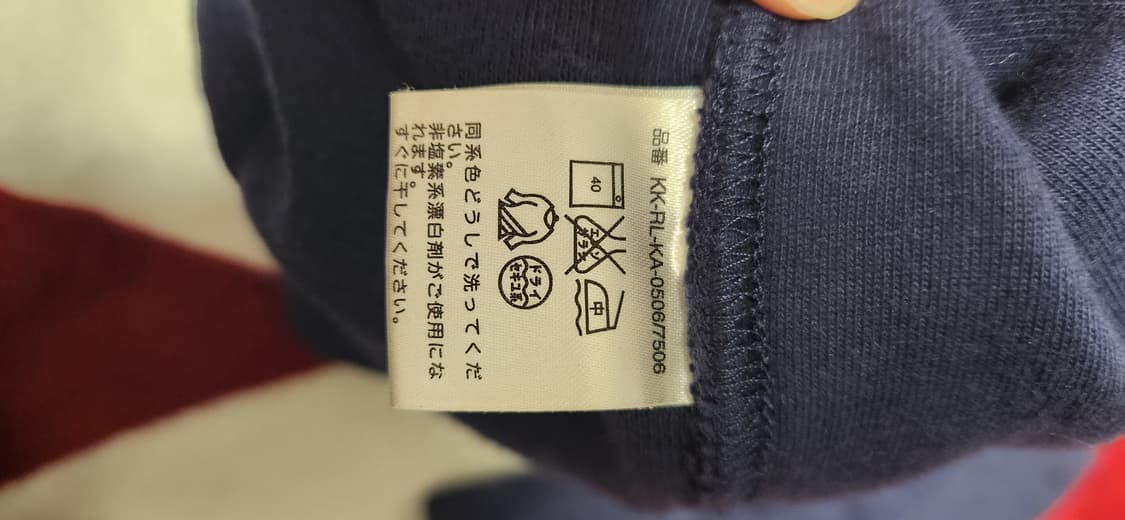 品番 KK-RL-KA-0506/7506
40
エンソ
サラシ
中
ドライ
セキユ系
同系色どうしで洗ってくだ
さい。
非塩素系漂白剤がご使用にな
れます。
すぐに干してください。